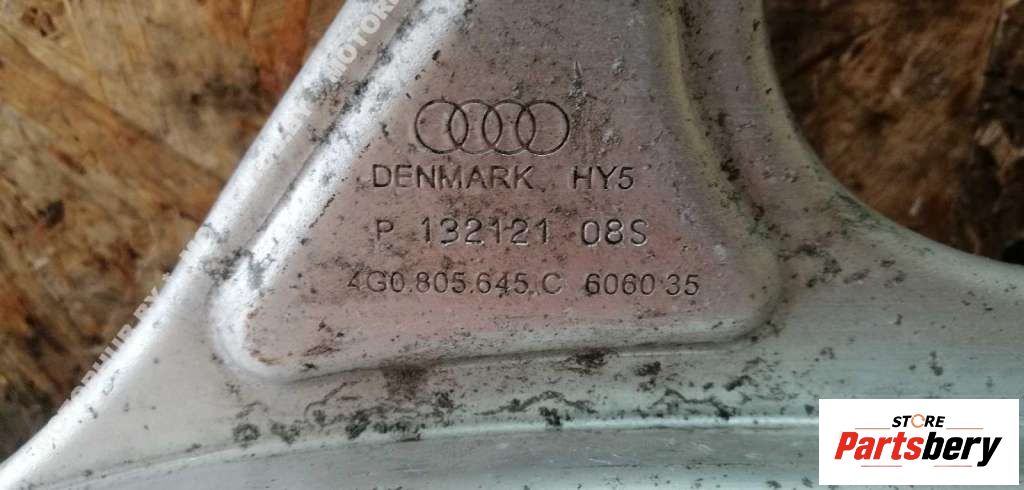 DENMARK HY5
P 132121 08S
4G0.805.645.C 6060 35
STORE
Partsbery